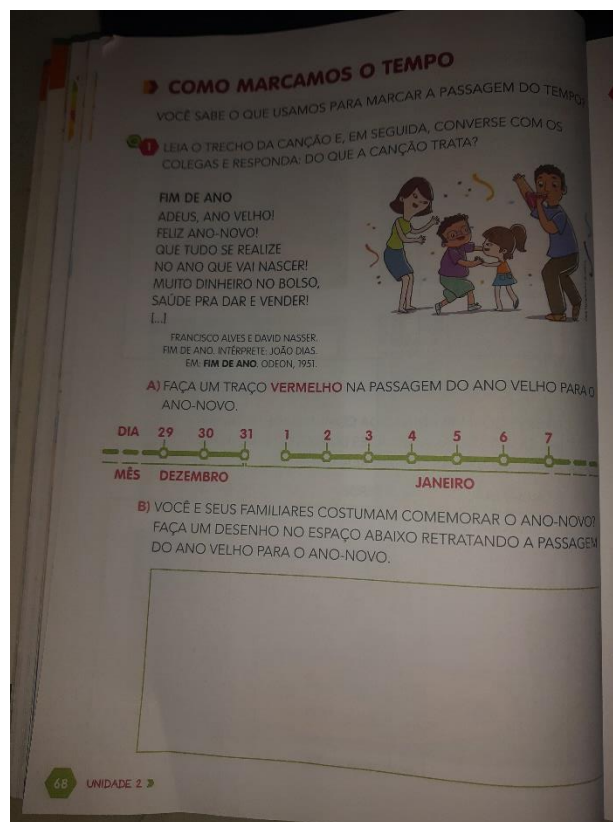 COMO MARCAMOS O TEMPO
VOCÊ SABE O QUE USAMOS PARA MARCAR A PASSAGEM DO TEMPO?
1 LEIA O TRECHO DA CANÇÃO E, EM SEGUIDA, CONVERSE COM OS
COLEGAS E RESPONDA: DO QUE A CANÇÃO TRATA?
FIM DE ANO
ADEUS, ANO VELHO!
FELIZ ANO-NOVO!
QUE TUDO SE REALIZE
NO ANO QUE VAI NASCER!
MUITO DINHEIRO NO BOLSO,
SAÚDE PRA DAR E VENDER!
[...]
FRANCISCO ALVES E DAVID NASSER.
FIM DE ANO. INTÉRPRETE: JOÃO DIAS.
EM: FIM DE ANO. ODEON, 1951.
A) FAÇA UM TRAÇO VERMELHO NA PASSAGEM DO ANO VELHO PARA O
ANO-NOVO.
DIA 29 30 31 1 2 3 4 5 6 7
MÊS DEZEMBRO JANEIRO
B) VOCÊ E SEUS FAMILIARES COSTUMAM COMEMORAR O ANO-NOVO?
FAÇA UM DESENHO NO ESPAÇO ABAIXO RETRATANDO A PASSAGEM
DO ANO VELHO PARA O ANO-NOVO.
68 UNIDADE 2